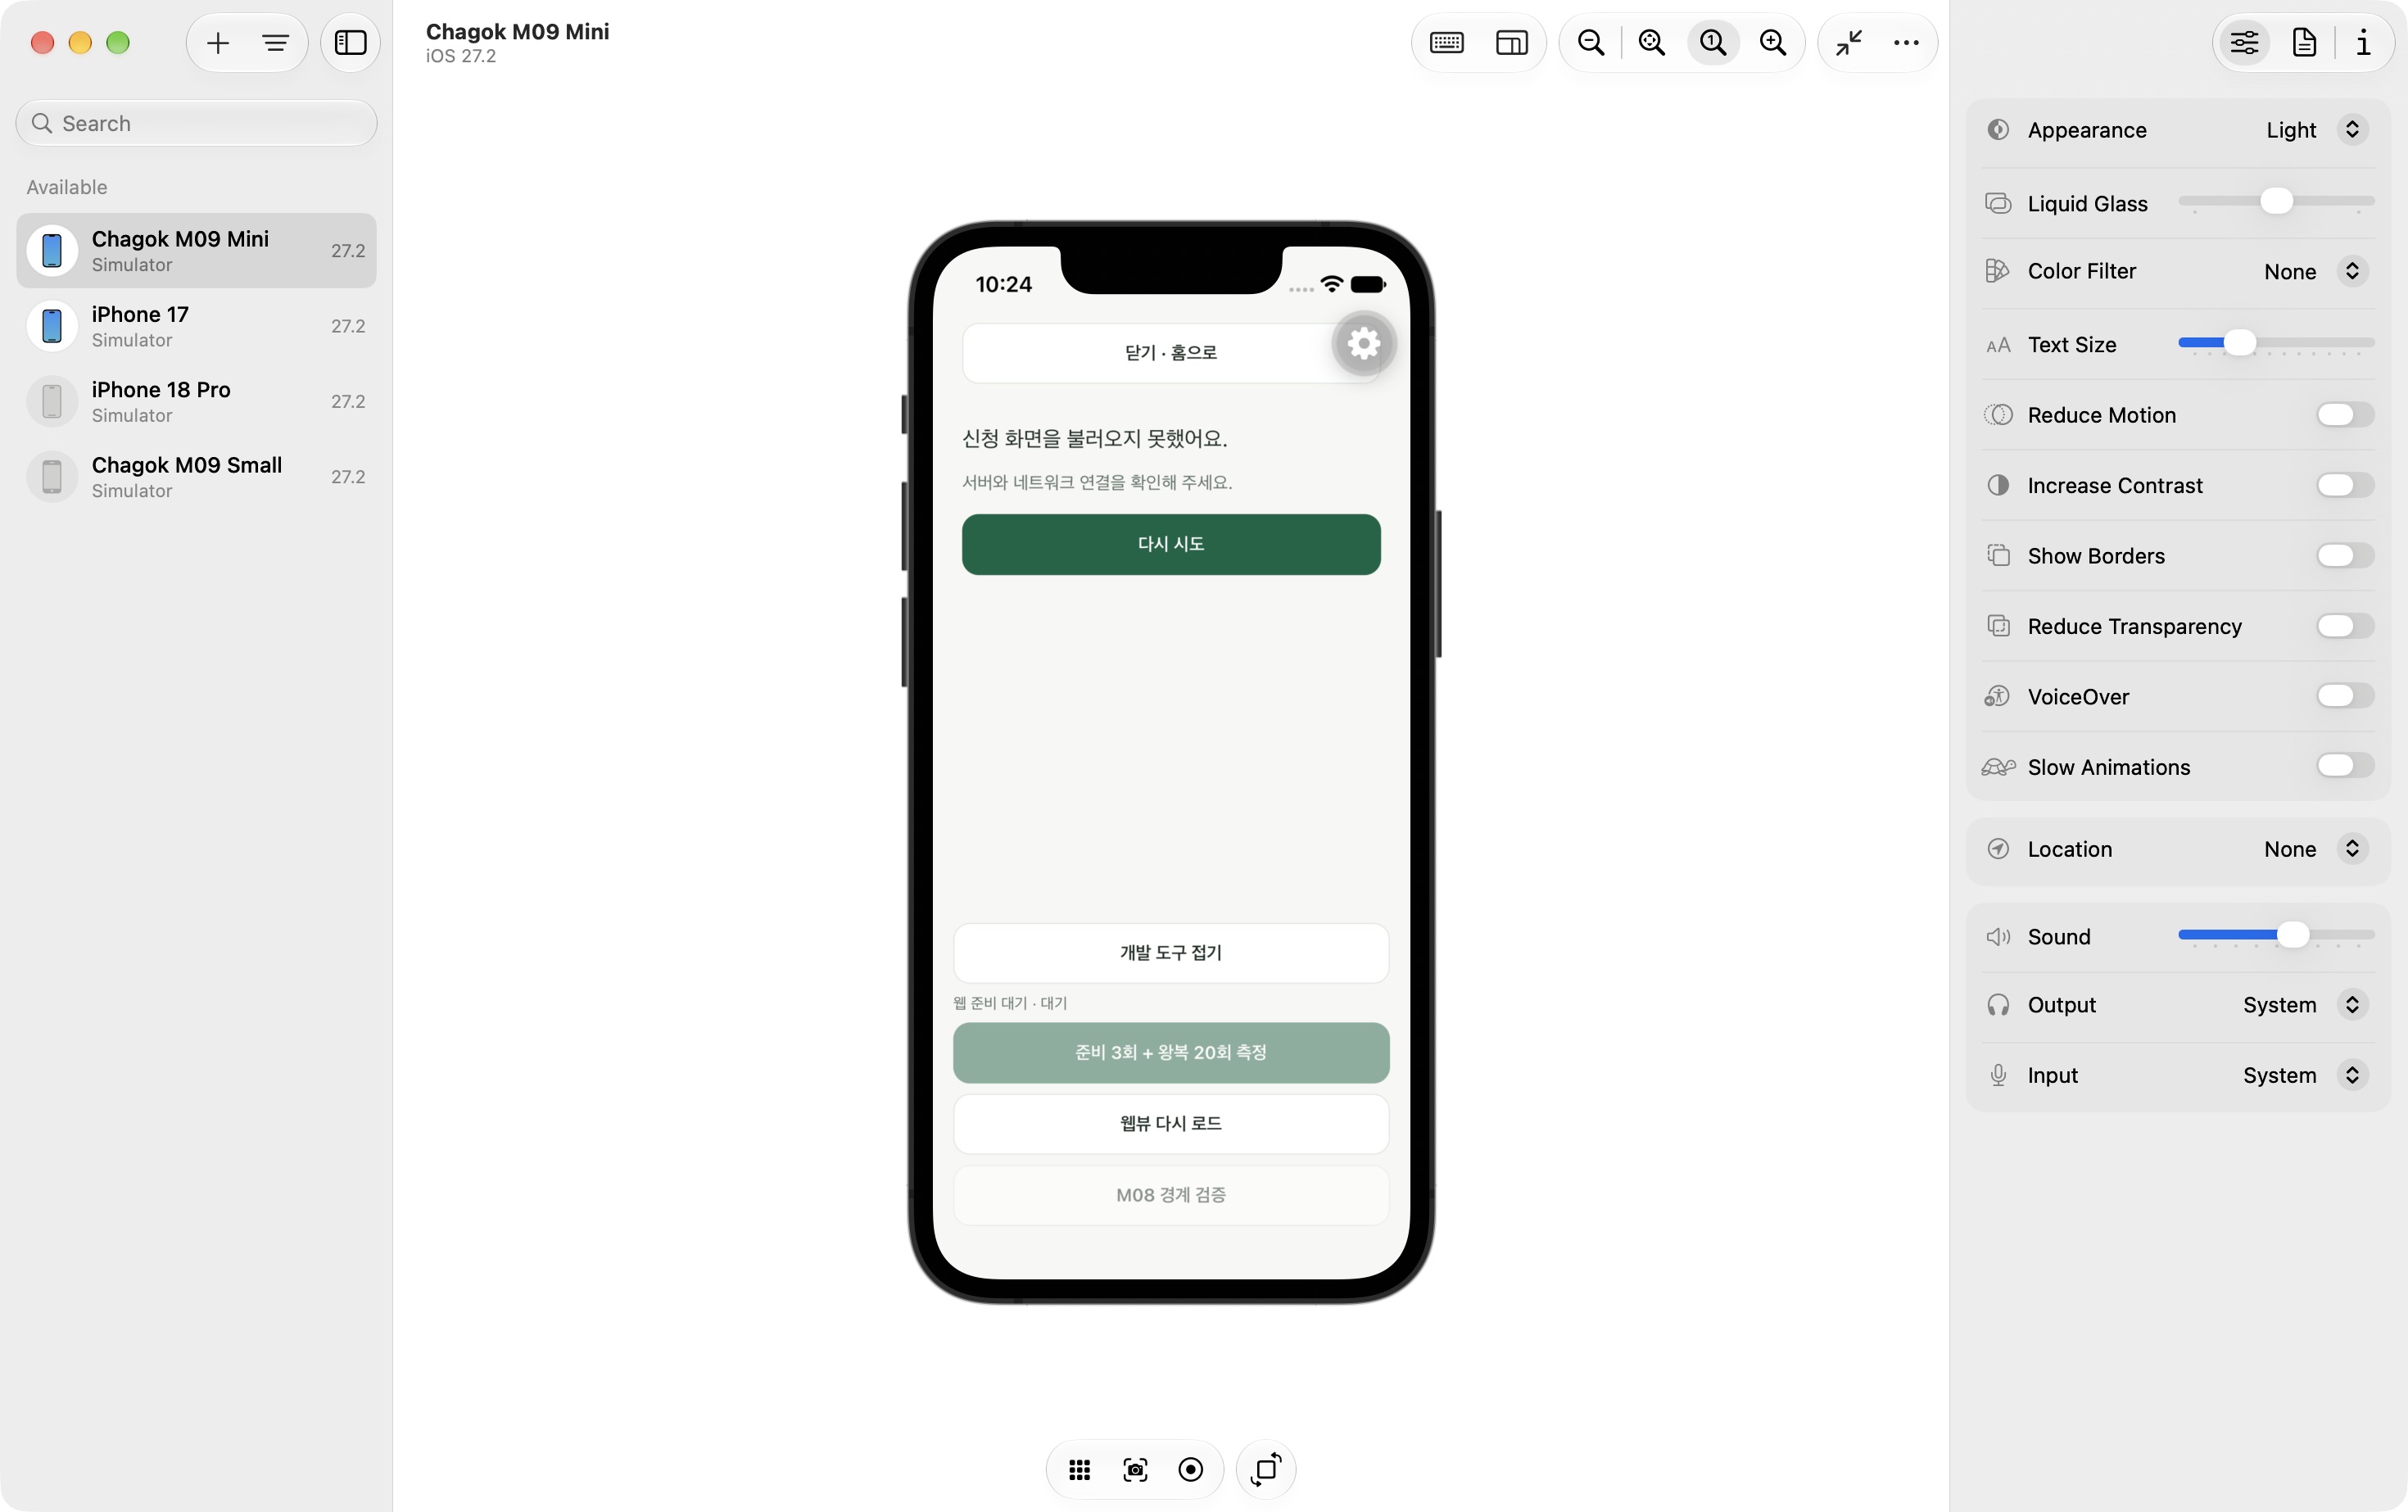 Search
Available
Chagok M09 Mini
Simulator
27.2
iPhone 17
Simulator
27.2
iPhone 18 Pro
Simulator
27.2
Chagok M09 Small
Simulator
27.2
Chagok M09 Mini
iOS 27.2
10:24
닫기 · 홈으로
신청 화면을 불러오지 못했어요.
서버와 네트워크 연결을 확인해 주세요.
다시 시도
개발 도구 접기
웹 준비 대기 · 대기
준비 3회 + 왕복 20회 측정
웹뷰 다시 로드
M08 경계 검증
Appearance Light
Liquid Glass
Color Filter None
Text Size
Reduce Motion
Increase Contrast
Show Borders
Reduce Transparency
VoiceOver
Slow Animations
Location None
Sound
Output System
Input System